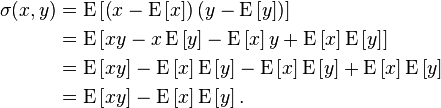 σ(x, y) = E [(x − E [x]) (y − E [y])]
= E [xy − x E [y] − E [x] y + E [x] E [y]]
= E [xy] − E [x] E [y] − E [x] E [y] + E [x] E [y]
= E [xy] − E [x] E [y] .